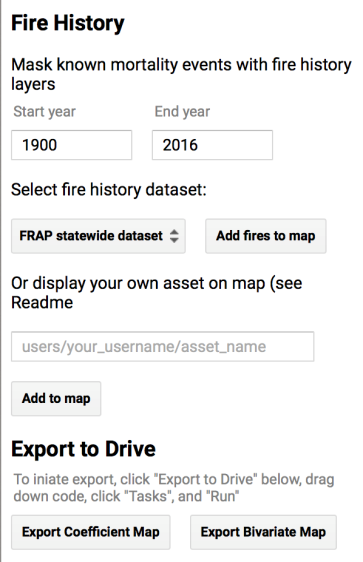 Fire History
Mask known mortality events with fire history
layers
Start year End year
1900 2016
Select fire history dataset:
FRAP statewide dataset Add fires to map
Or display your own asset on map (see
Readme
users/your_username/asset_name
Add to map
Export to Drive
To iniate export, click "Export to Drive" below, drag
down code, click "Tasks", and "Run"
Export Coefficient Map Export Bivariate Map